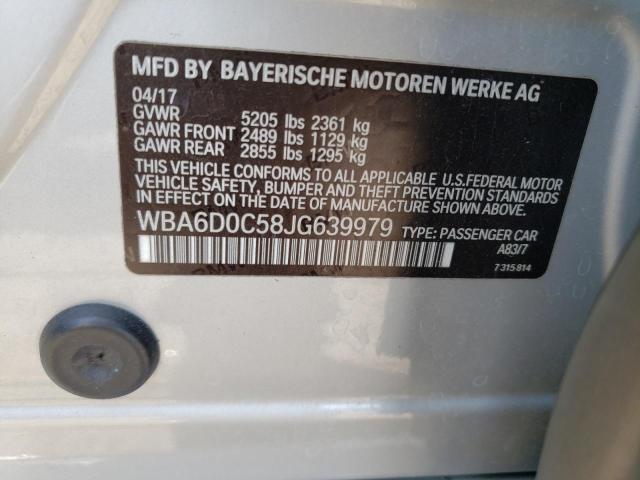 MFD BY BAYERISCHE MOTOREN WERKE AG
04/17
GVWR 5205 lbs 2361 kg
GAWR FRONT 2489 lbs 1129 kg
GAWR REAR 2855 lbs 1295 kg
THIS VEHICLE CONFORMS TO ALL APPLICABLE U.S.FEDERAL MOTOR
VEHICLE SAFETY, BUMPER AND THEFT PREVENTION STANDARDS
IN EFFECT ON THE DATE OF MANUFACTURE SHOWN ABOVE.
WBA6D0C58JG639979 TYPE: PASSENGER CAR
A83/7
7 315 814